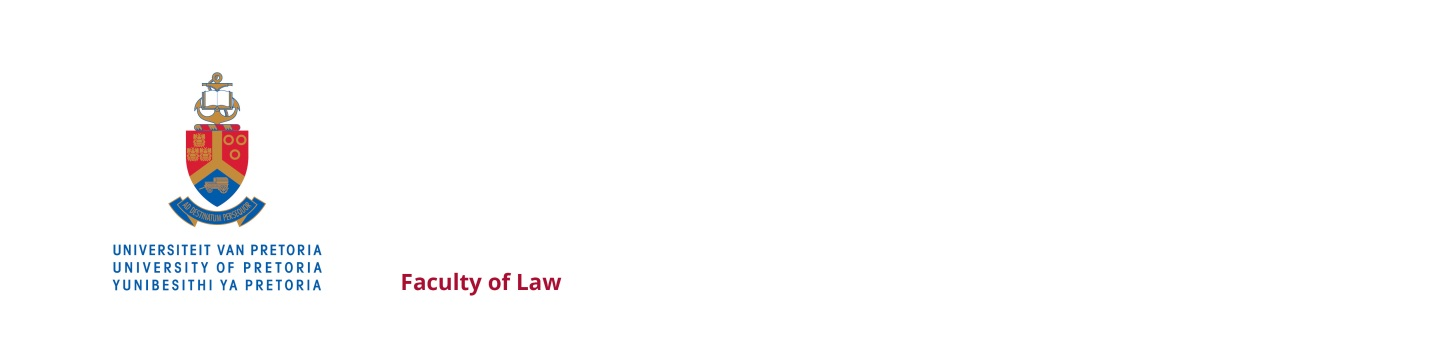 AD DESTINATUM PERSEQUOR
UNIVERSITEIT VAN PRETORIA
UNIVERSITY OF PRETORIA
YUNIBESITHI YA PRETORIA
Faculty of Law